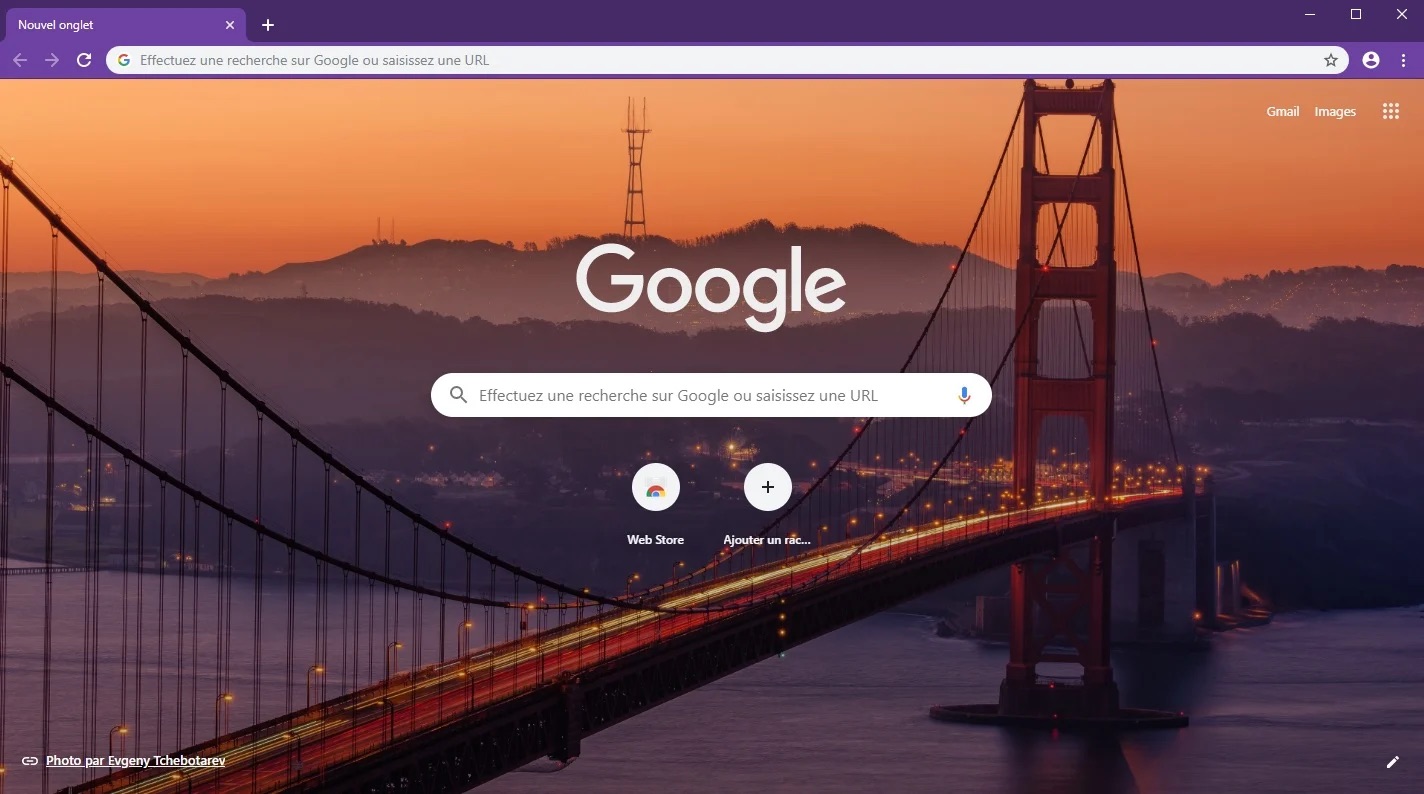 Nouvel onglet
Effectuez une recherche sur Google ou saisissez une URL
Gmail Images
Google
Effectuez une recherche sur Google ou saisissez une URL
Web Store Ajouter un rac...
Photo par Evgeny Tchebotarev